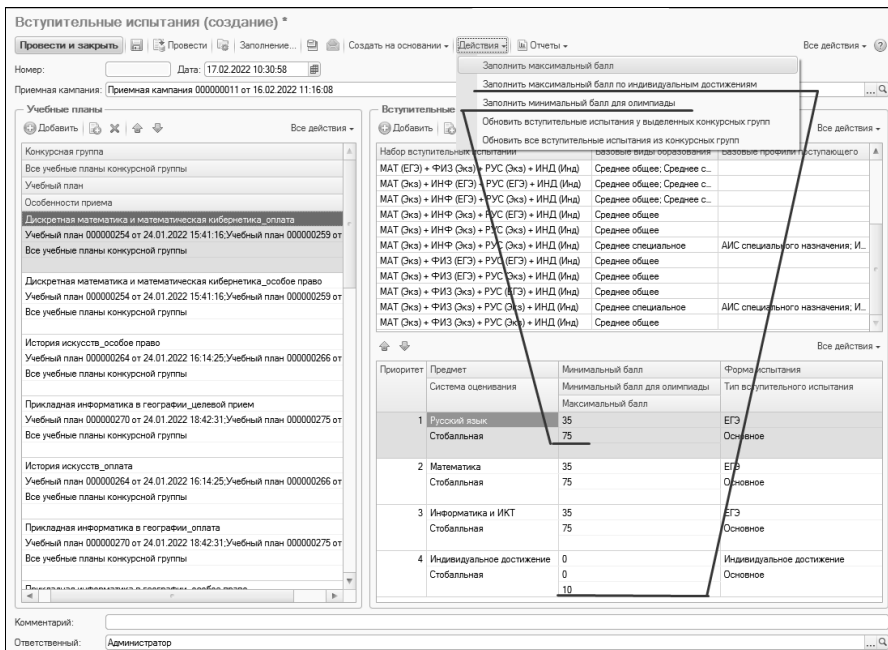 Вступительные испытания (создание) *
Провести и закрыть Провести Заполнение... Создать на основании Действия Отчеты Все действия
Номер: Дата: 17.02.2022 10:30:58
Приемная кампания: Приемная кампания 000000011 от 16.02.2022 11:16:08
Заполнить максимальный балл
Заполнить максимальный балл по индивидуальным достижениям
Заполнить минимальный балл для олимпиады
Обновить вступительные испытания у выделенных конкурсных групп
Обновить все вступительные испытания из конкурсных групп
Учебные планы
Добавить Все действия
Конкурсная группа
Все учебные планы конкурсной группы
Учебный план
Особенности приема
Дискретная математика и математическая кибернетика_оплата
Учебный план 000000254 от 24.01.2022 15:41:16;Учебный план 000000259 от
Все учебные планы конкурсной группы
Дискретная математика и математическая кибернетика_особое право
Учебный план 000000254 от 24.01.2022 15:41:16;Учебный план 000000259 от
История искусств_особое право
Учебный план 000000264 от 24.01.2022 16:14:25;Учебный план 000000266 от
Все учебные планы конкурсной группы
Прикладная информатика в географии_целевой прием
Учебный план 000000270 от 24.01.2022 18:42:31;Учебный план 000000275 от
Все учебные планы конкурсной группы
История искусств_оплата
Учебный план 000000264 от 24.01.2022 16:14:25;Учебный план 000000266 от
Все учебные планы конкурсной группы
Прикладная информатика в географии_оплата
Учебный план 000000270 от 24.01.2022 18:42:31;Учебный план 000000275 от
Все учебные планы конкурсной группы
Прикладная информатика в географии_особое право
Вступительные
Добавить Все действия
Набор вступительных испытаний Базовые виды образования Базовые профили поступающего
МАТ (ЕГЭ) + ФИЗ (Экз) + РУС (Экз) + ИНД (Инд) Среднее общее; Среднее с...
МАТ (Экз) + ИНФ (ЕГЭ) + РУС (ЕГЭ) + ИНД (Инд) Среднее общее; Среднее с...
МАТ (Экз) + ИНФ (ЕГЭ) + РУС (Экз) + ИНД (Инд) Среднее общее; Среднее с...
МАТ (Экз) + ИНФ (Экз) + РУС (ЕГЭ) + ИНД (Инд) Среднее общее
МАТ (Экз) + ИНФ (Экз) + РУС (Экз) + ИНД (Инд) Среднее общее
МАТ (Экз) + ИНФ (Экз) + РУС (Экз) + ИНД (Инд) Среднее специальное АИС специального назначения; И...
МАТ (Экз) + ФИЗ (ЕГЭ) + РУС (ЕГЭ) + ИНД (Инд) Среднее общее
МАТ (Экз) + ФИЗ (ЕГЭ) + РУС (Экз) + ИНД (Инд) Среднее общее
МАТ (Экз) + ФИЗ (Экз) + РУС (ЕГЭ) + ИНД (Инд) Среднее общее
МАТ (Экз) + ФИЗ (Экз) + РУС (Экз) + ИНД (Инд) Среднее специальное АИС специального назначения; И...
МАТ (Экз) + ФИЗ (Экз) + РУС (Экз) + ИНД (Инд) Среднее общее
Все действия
Приоритет Предмет Минимальный балл Форма испытания
Система оценивания Минимальный балл для олимпиады Тип вступительного испытания
Максимальный балл
1 Русский язык 35 ЕГЭ
Стобалльная 75 Основное
2 Математика 35 ЕГЭ
Стобалльная 75 Основное
3 Информатика и ИКТ 35 ЕГЭ
Стобалльная 75 Основное
4 Индивидуальное достижение 0 Индивидуальное достижение
Стобалльная 0 Основное
10
Комментарий:
Ответственный: Администратор